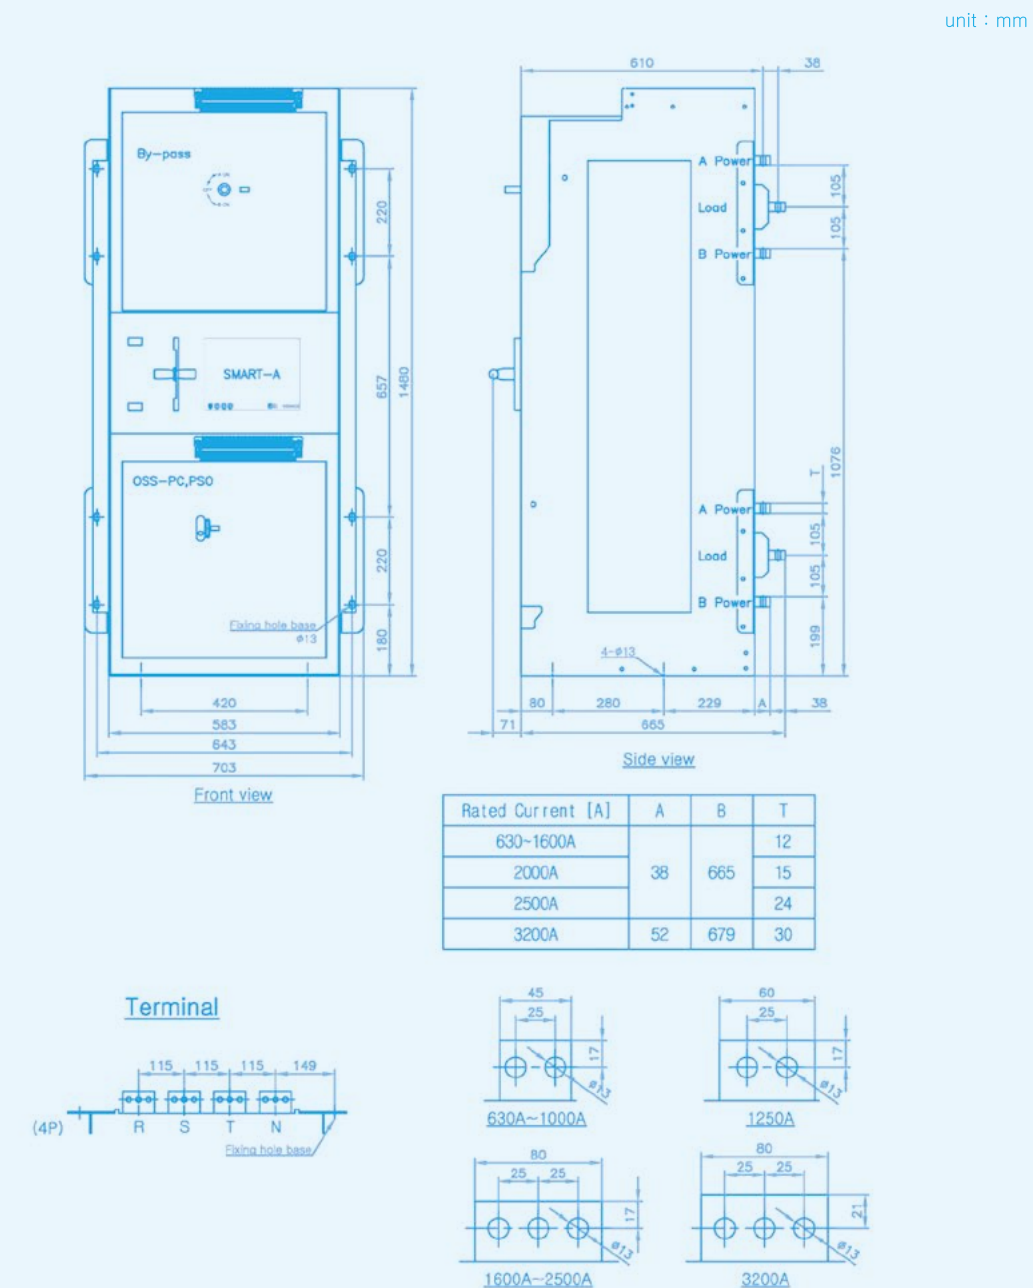 unit : mm
610
38
By-pass
220
657
1480
SMART-A
OSS-PC,PSO
220
Fixing hole base
ø13
180
420
583
643
703
Front view
A Power
105
Load
105
B Power
1076
T
A Power
105
Load
105
B Power
199
4-ø13
80
280
229
A
38
71
665
Side view
Rated Current [A]
A
B
T
630~1600A
12
2000A
38
665
15
2500A
24
3200A
52
679
30
Terminal
115
115
115
149
(4P)
R
S
T
N
Fixing hole base
45
25
17
ø13
630A~1000A
60
25
17
ø13
1250A
80
25
25
17
ø13
1600A~2500A
80
25
25
21
ø13
3200A